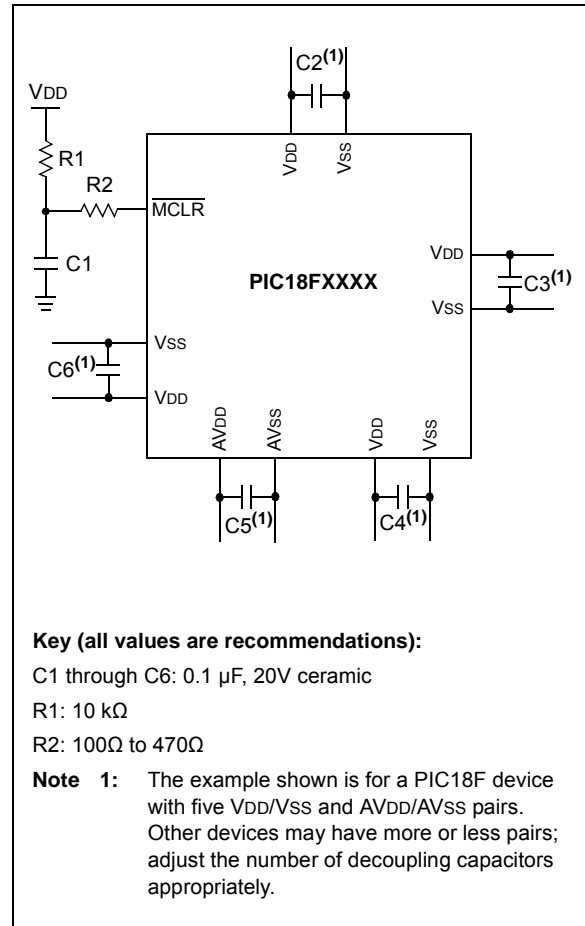 C2(1)
VDD
R1
R2
C1
VDD
VSS
MCLR
VDD
PIC18FXXXX
C3(1)
VSS
VSS
C6(1)
VDD
AVDD
AVSS
VDD
VSS
C5(1)
C4(1)
Key (all values are recommendations):
C1 through C6: 0.1 µF, 20V ceramic
R1: 10 kΩ
R2: 100Ω to 470Ω
Note 1: The example shown is for a PIC18F device
with five VDD/VSS and AVDD/AVSS pairs.
Other devices may have more or less pairs;
adjust the number of decoupling capacitors
appropriately.